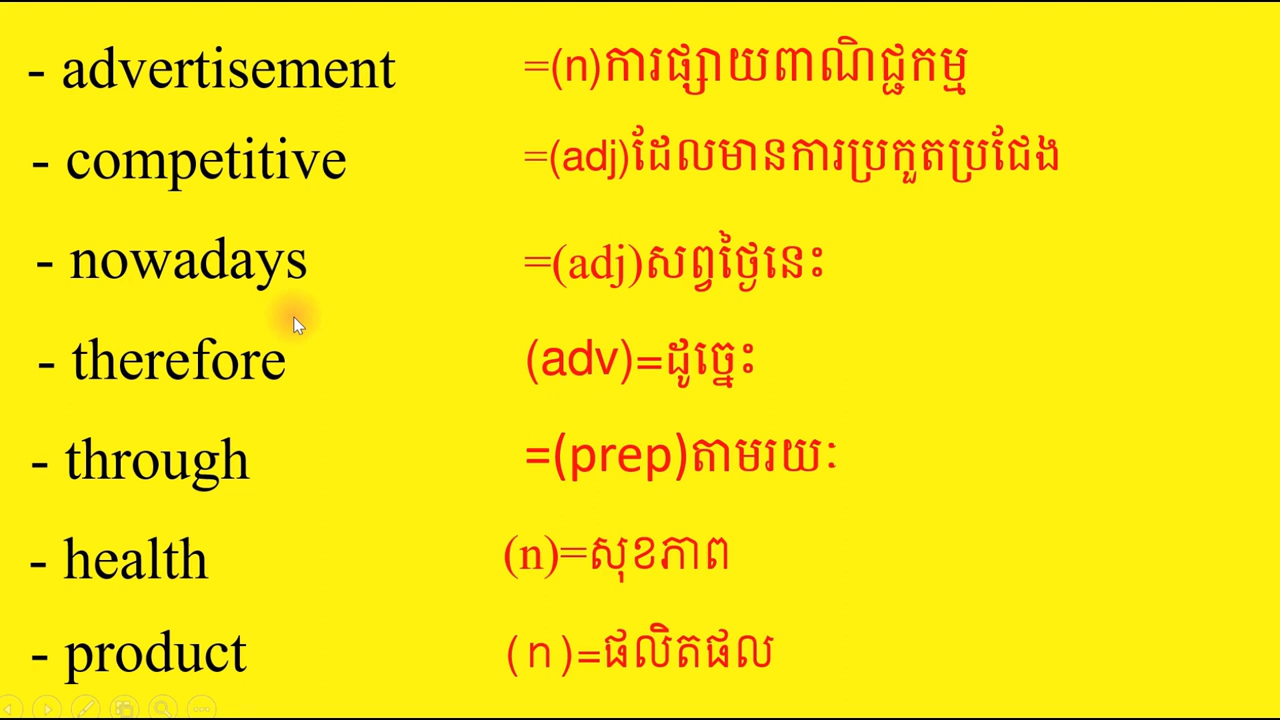 - advertisement =(n)ការផ្សាយពាណិជ្ជកម្ម
- competitive =(adj)ដែលមានការប្រកួតប្រជែង
- nowadays =(adj)សព្វថ្ងៃនេះ
- therefore (adv)=ដូច្នេះ
- through =(prep)តាមរយៈ
- health (n)=សុខភាព
- product (n)=ផលិតផល